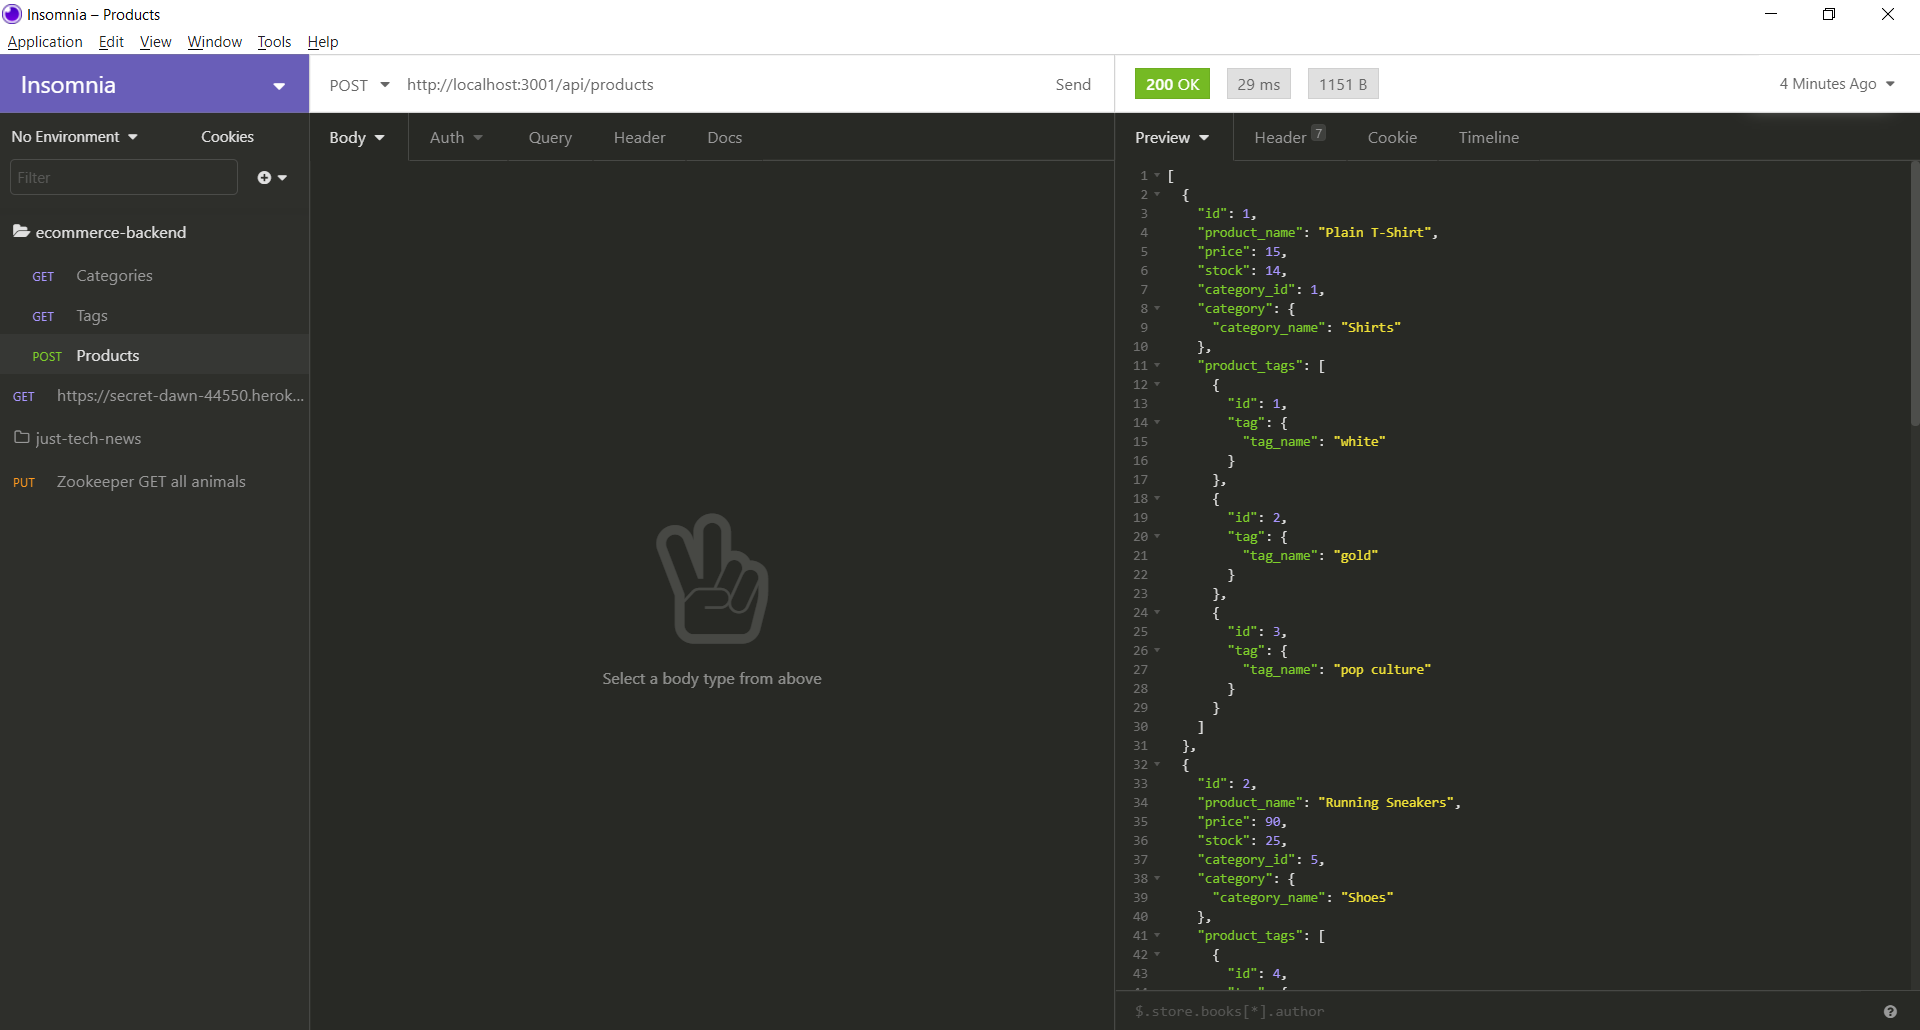 Insomnia – Products
Application Edit View Window Tools Help
Insomnia
POST http://localhost:3001/api/products Send
200 OK 29 ms 1151 B 4 Minutes Ago
No Environment Cookies
Filter
ecommerce-backend
GET Categories
GET Tags
POST Products
GET https://secret-dawn-44550.herok...
just-tech-news
PUT Zookeeper GET all animals
Body Auth Query Header Docs
Select a body type from above
Preview Header 7 Cookie Timeline
1 [
2 {
3 "id": 1,
4 "product_name": "Plain T-Shirt",
5 "price": 15,
6 "stock": 14,
7 "category_id": 1,
8 "category": {
9 "category_name": "Shirts"
10 },
11 "product_tags": [
12 {
13 "id": 1,
14 "tag": {
15 "tag_name": "white"
16 }
17 },
18 {
19 "id": 2,
20 "tag": {
21 "tag_name": "gold"
22 }
23 },
24 {
25 "id": 3,
26 "tag": {
27 "tag_name": "pop culture"
28 }
29 }
30 ]
31 },
32 {
33 "id": 2,
34 "product_name": "Running Sneakers",
35 "price": 90,
36 "stock": 25,
37 "category_id": 5,
38 "category": {
39 "category_name": "Shoes"
40 },
41 "product_tags": [
42 {
43 "id": 4,
$.store.books[*].author